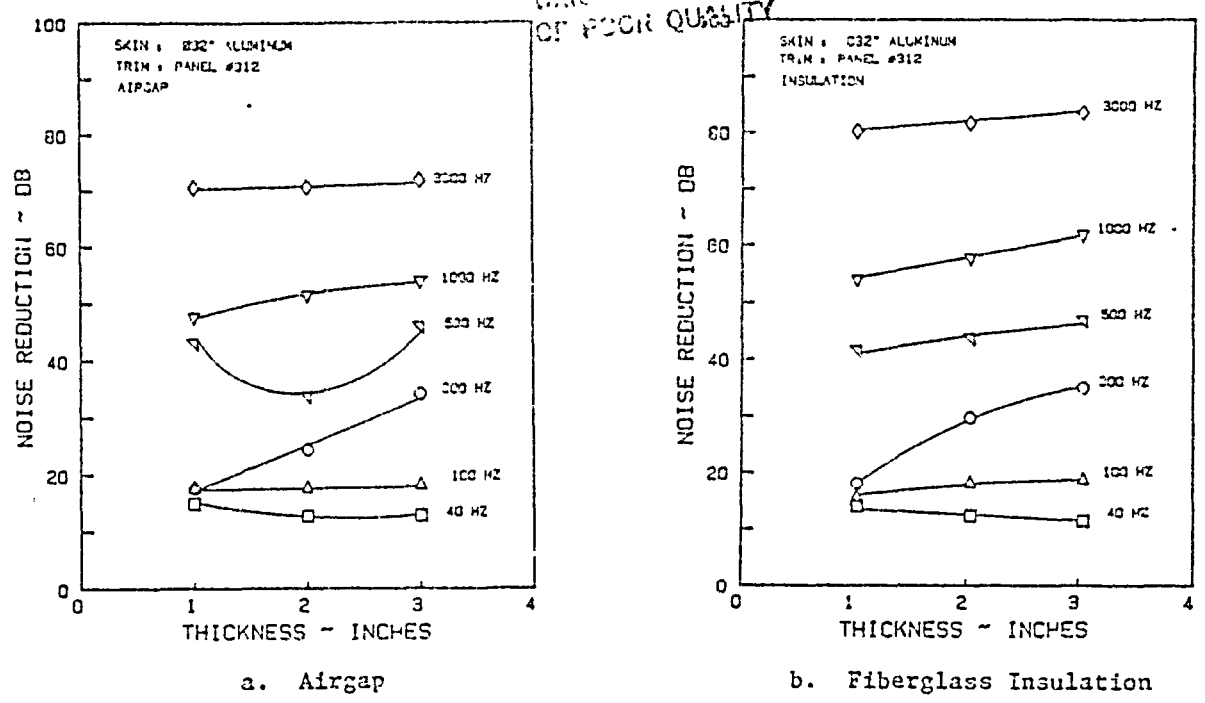 OF POOR QUALITY
100
80
60
40
20
0
0 1 2 3 4
NOISE REDUCTION ~ DB
SKIN : 032" ALUMINUM
TRIM : PANEL #312
AIRGAP
3000 HZ
1000 HZ
500 HZ
200 HZ
100 HZ
40 HZ
THICKNESS ~ INCHES
a. Airgap
80
60
40
20
0
0 1 2 3 4
NOISE REDUCTION ~ DB
SKIN : 032" ALUMINUM
TRIM : PANEL #312
INSULATION
3000 HZ
1000 HZ
500 HZ
200 HZ
100 HZ
40 HZ
THICKNESS ~ INCHES
b. Fiberglass Insulation